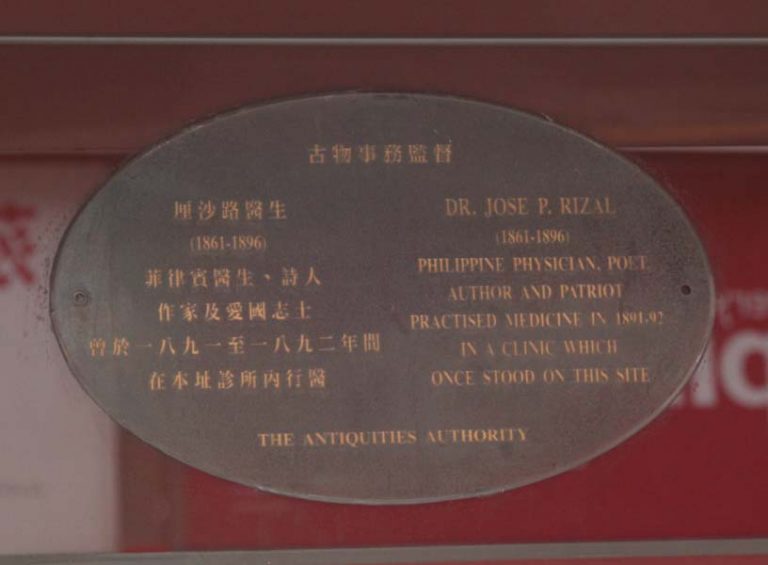 古物事務監督
厘沙路醫生
(1861-1896)
菲律賓醫生、詩人
作家及愛國志士
曾於一八九一至一八九二年間
在本址診所內行醫
DR. JOSE P. RIZAL
(1861-1896)
PHILIPPINE PHYSICIAN, POET,
AUTHOR AND PATRIOT
PRACTISED MEDICINE IN 1891-92
IN A CLINIC WHICH
ONCE STOOD ON THIS SITE
THE ANTIQUITIES AUTHORITY